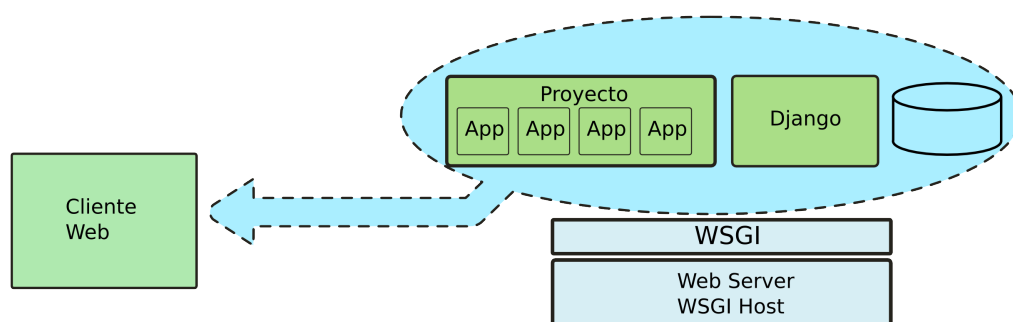 Proyecto
App App App App
Django
Cliente
Web
WSGI
Web Server
WSGI Host